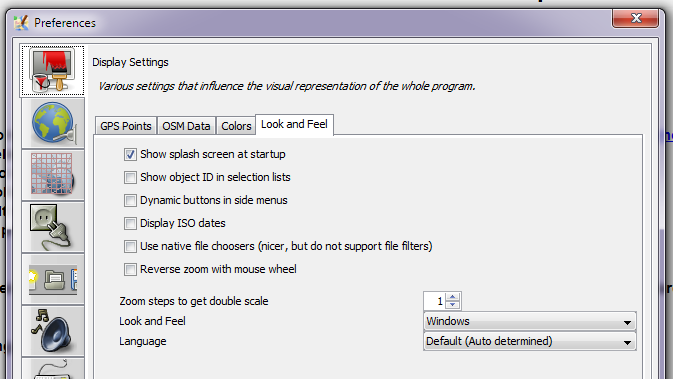 Preferences
Display Settings
Various settings that influence the visual representation of the whole program.
GPS Points OSM Data Colors Look and Feel
Show splash screen at startup
Show object ID in selection lists
Dynamic buttons in side menus
Display ISO dates
Use native file choosers (nicer, but do not support file filters)
Reverse zoom with mouse wheel
Zoom steps to get double scale 1
Look and Feel Windows
Language Default (Auto determined)